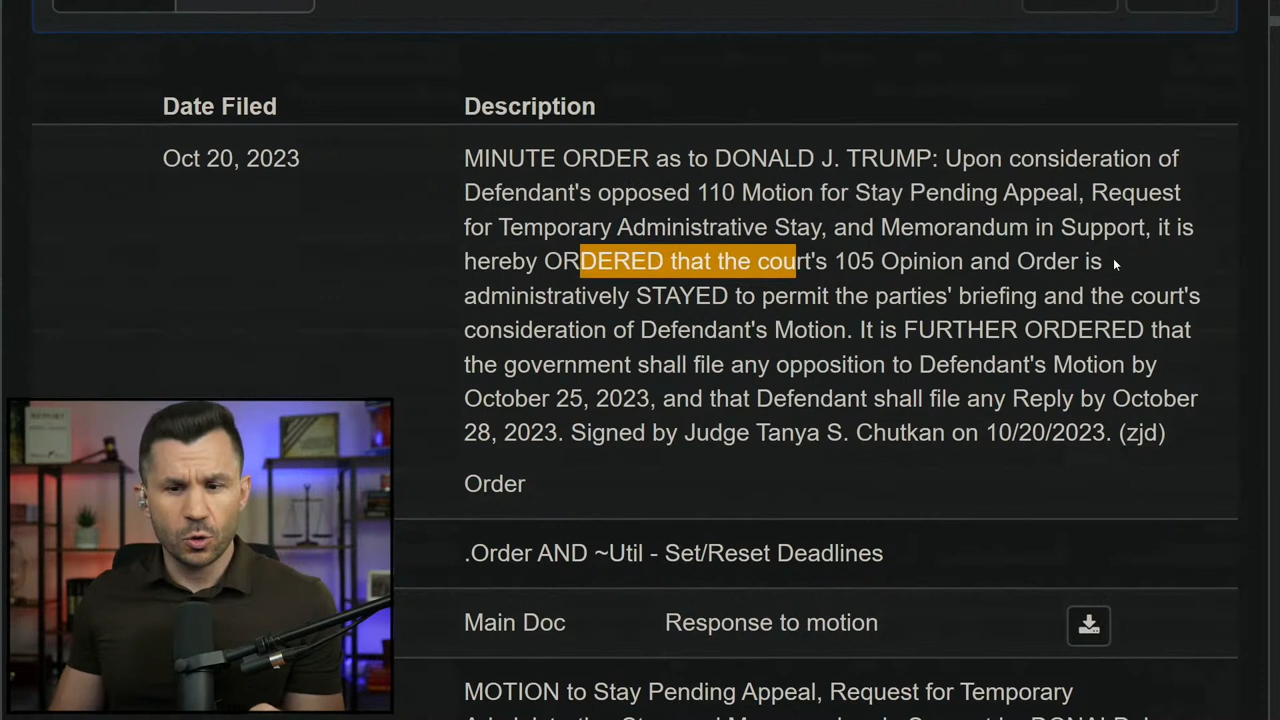 Date Filed
Description
Oct 20, 2023
MINUTE ORDER as to DONALD J. TRUMP: Upon consideration of
Defendant's opposed 110 Motion for Stay Pending Appeal, Request
for Temporary Administrative Stay, and Memorandum in Support, it is
hereby ORDERED that the court's 105 Opinion and Order is
administratively STAYED to permit the parties' briefing and the court's
consideration of Defendant's Motion. It is FURTHER ORDERED that
the government shall file any opposition to Defendant's Motion by
October 25, 2023, and that Defendant shall file any Reply by October
28, 2023. Signed by Judge Tanya S. Chutkan on 10/20/2023. (zjd)
Order
.Order AND ~Util - Set/Reset Deadlines
Main Doc
Response to motion
MOTION to Stay Pending Appeal, Request for Temporary